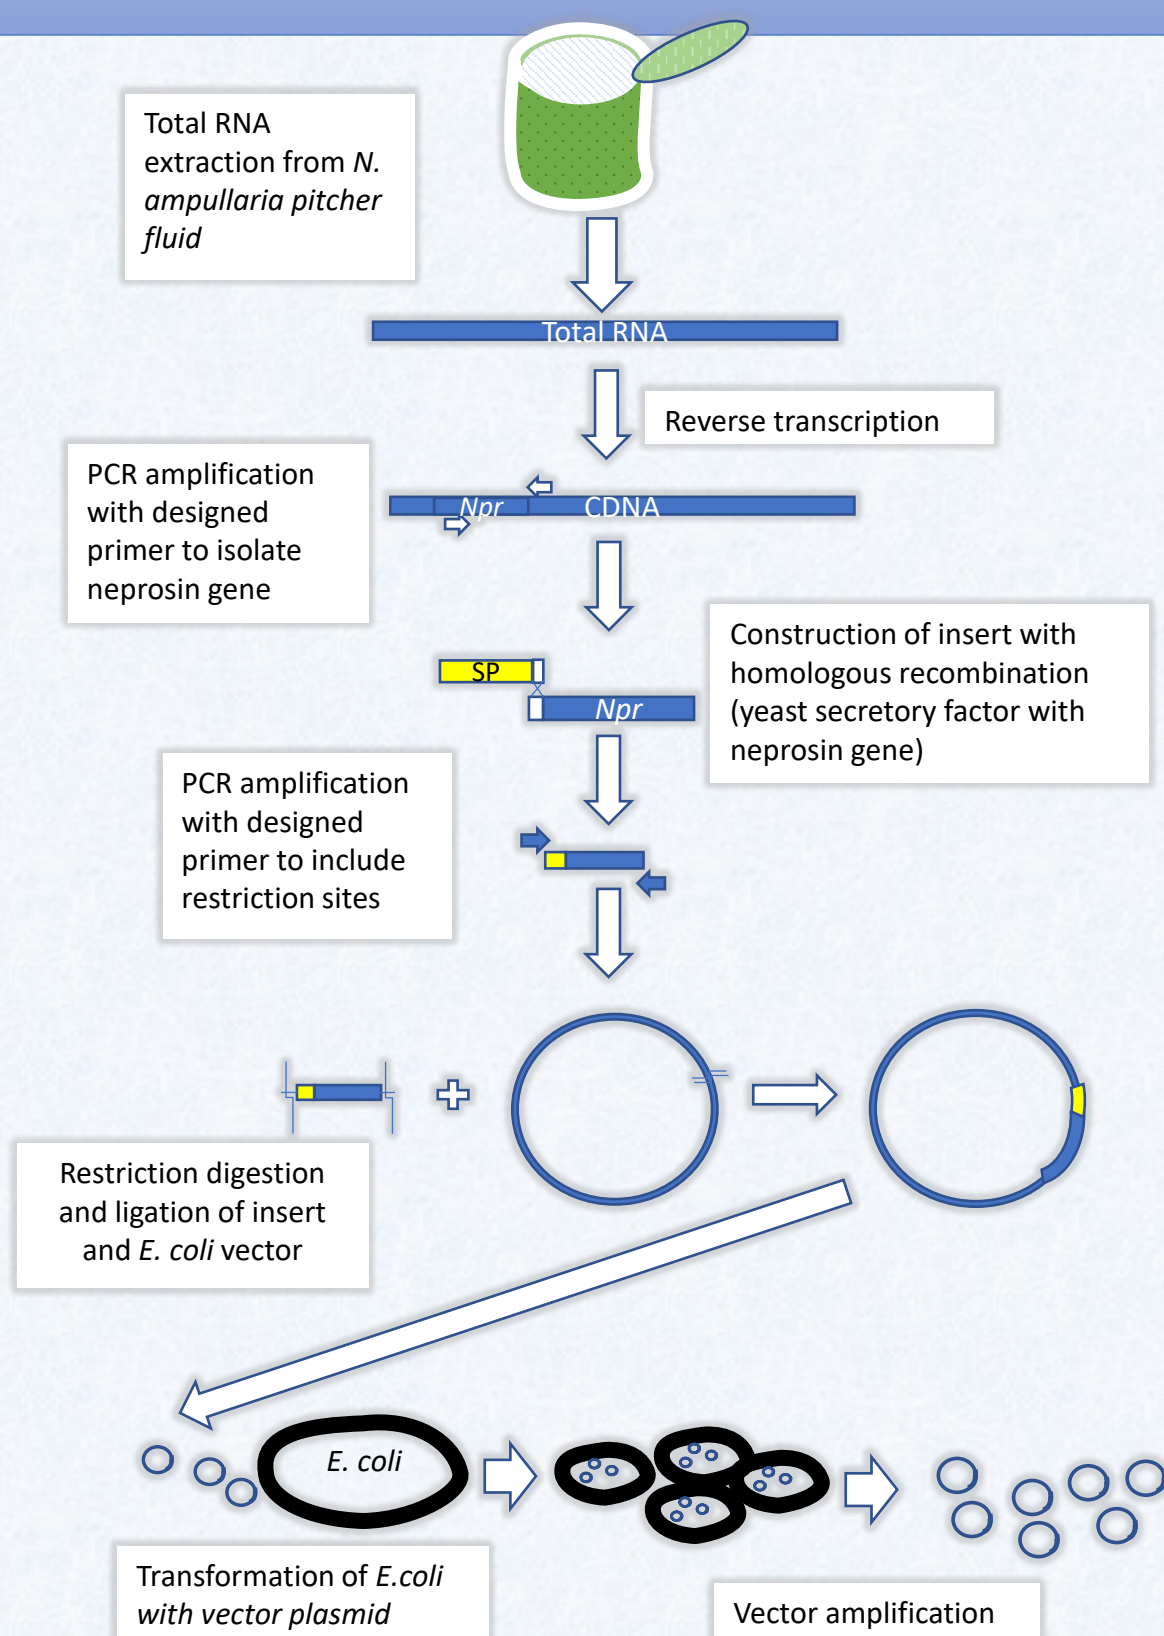 Total RNA
extraction from N.
ampullaria pitcher
fluid
Total RNA
Reverse transcription
PCR amplification
with designed
primer to isolate
neprosin gene
Npr
CDNA
Construction of insert with
homologous recombination
(yeast secretory factor with
neprosin gene)
SP
Npr
PCR amplification
with designed
primer to include
restriction sites
Restriction digestion
and ligation of insert
and E. coli vector
E. coli
Transformation of E.coli
with vector plasmid
Vector amplification